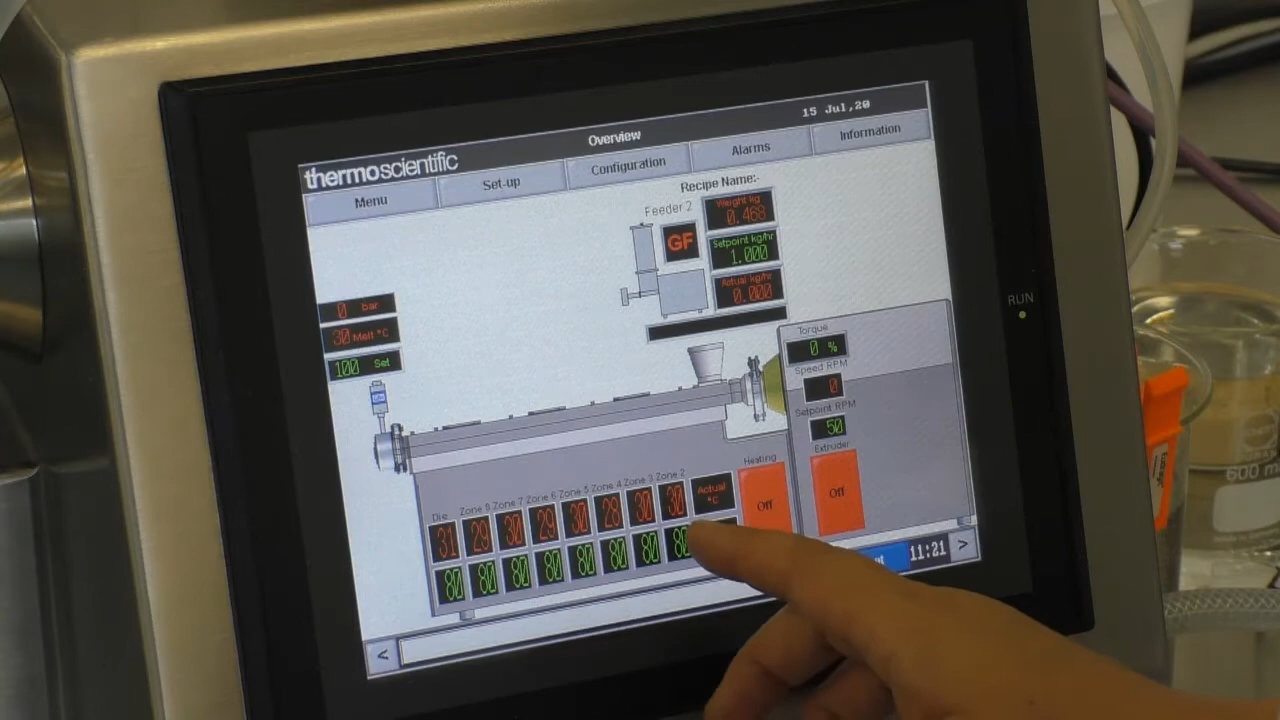 15 Jul,20
thermoscientific Overview
Menu Set-up Configuration Alarms Information
Recipe Name:-
Feeder 2
GF
Weight kg
0.468
Setpoint kg/hr
1.000
Actual kg/hr
0.000
0 bar
30 Melt °C
100 Set
Torque
0 %
Speed RPM
0
Setpoint RPM
50
Extruder
Off
Heating
Off
Die Zone 8 Zone 7 Zone 6 Zone 5 Zone 4 Zone 3 Zone 2
31 29 30 29 30 28 30 30 Actual °C
80 80 80 80 80 80 80 80
< 11:21 >
RUN
600 m